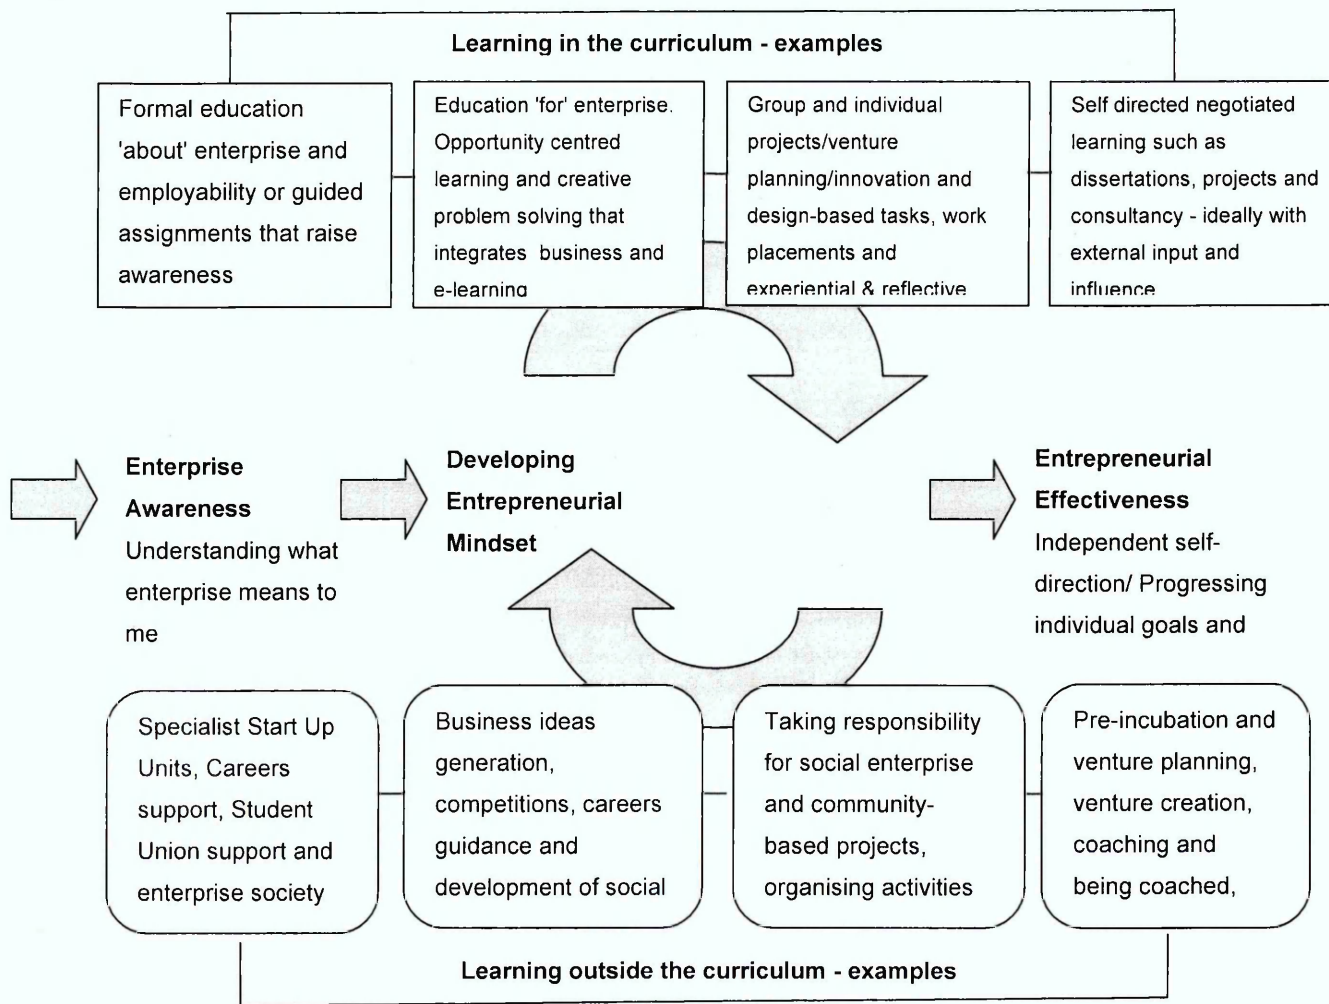 Learning in the curriculum - examples
Formal education
'about' enterprise and
employability or guided
assignments that raise
awareness
Education 'for' enterprise.
Opportunity centred
learning and creative
problem solving that
integrates business and
e-learning
Group and individual
projects/venture
planning/innovation and
design-based tasks, work
placements and
experiential & reflective
Self directed negotiated
learning such as
dissertations, projects and
consultancy - ideally with
external input and
influence
Enterprise
Awareness
Understanding what
enterprise means to
me
Developing
Entrepreneurial
Mindset
Entrepreneurial
Effectiveness
Independent self-
direction/ Progressing
individual goals and
Specialist Start Up
Units, Careers
support, Student
Union support and
enterprise society
Business ideas
generation,
competitions, careers
guidance and
development of social
Taking responsibility
for social enterprise
and community-
based projects,
organising activities
Pre-incubation and
venture planning,
venture creation,
coaching and
being coached,
Learning outside the curriculum - examples